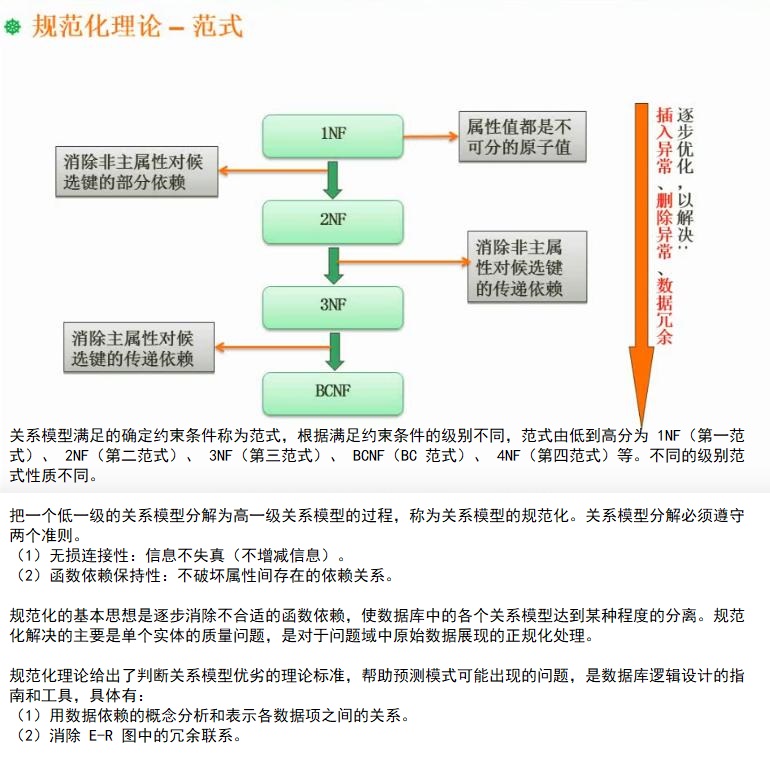 规范化理论 – 范式
1NF
属性值都是不
可分的原子值
消除非主属性对候
选键的部分依赖
2NF
消除非主属
性对候选键
的传递依赖
3NF
消除主属性对候
选键的传递依赖
BCNF
逐步优化，以解决：
插入异常、删除异常、数据冗余
关系模型满足的确定约束条件称为范式，根据满足约束条件的级别不同，范式由低到高分为 1NF（第一范
式）、 2NF（第二范式）、 3NF（第三范式）、 BCNF（BC 范式）、 4NF（第四范式）等。不同的级别范
式性质不同。
把一个低一级的关系模型分解为高一级关系模型的过程，称为关系模型的规范化。关系模型分解必须遵守
两个准则。
（1）无损连接性：信息不失真（不增减信息）。
（2）函数依赖保持性：不破坏属性间存在的依赖关系。
规范化的基本思想是逐步消除不合适的函数依赖，使数据库中的各个关系模型达到某种程度的分离。规范
化解决的主要是单个实体的质量问题，是对于问题域中原始数据展现的正规化处理。
规范化理论给出了判断关系模型优劣的理论标准，帮助预测模式可能出现的问题，是数据库逻辑设计的指
南和工具，具体有：
（1）用数据依赖的概念分析和表示各数据项之间的关系。
（2）消除 E-R 图中的冗余联系。